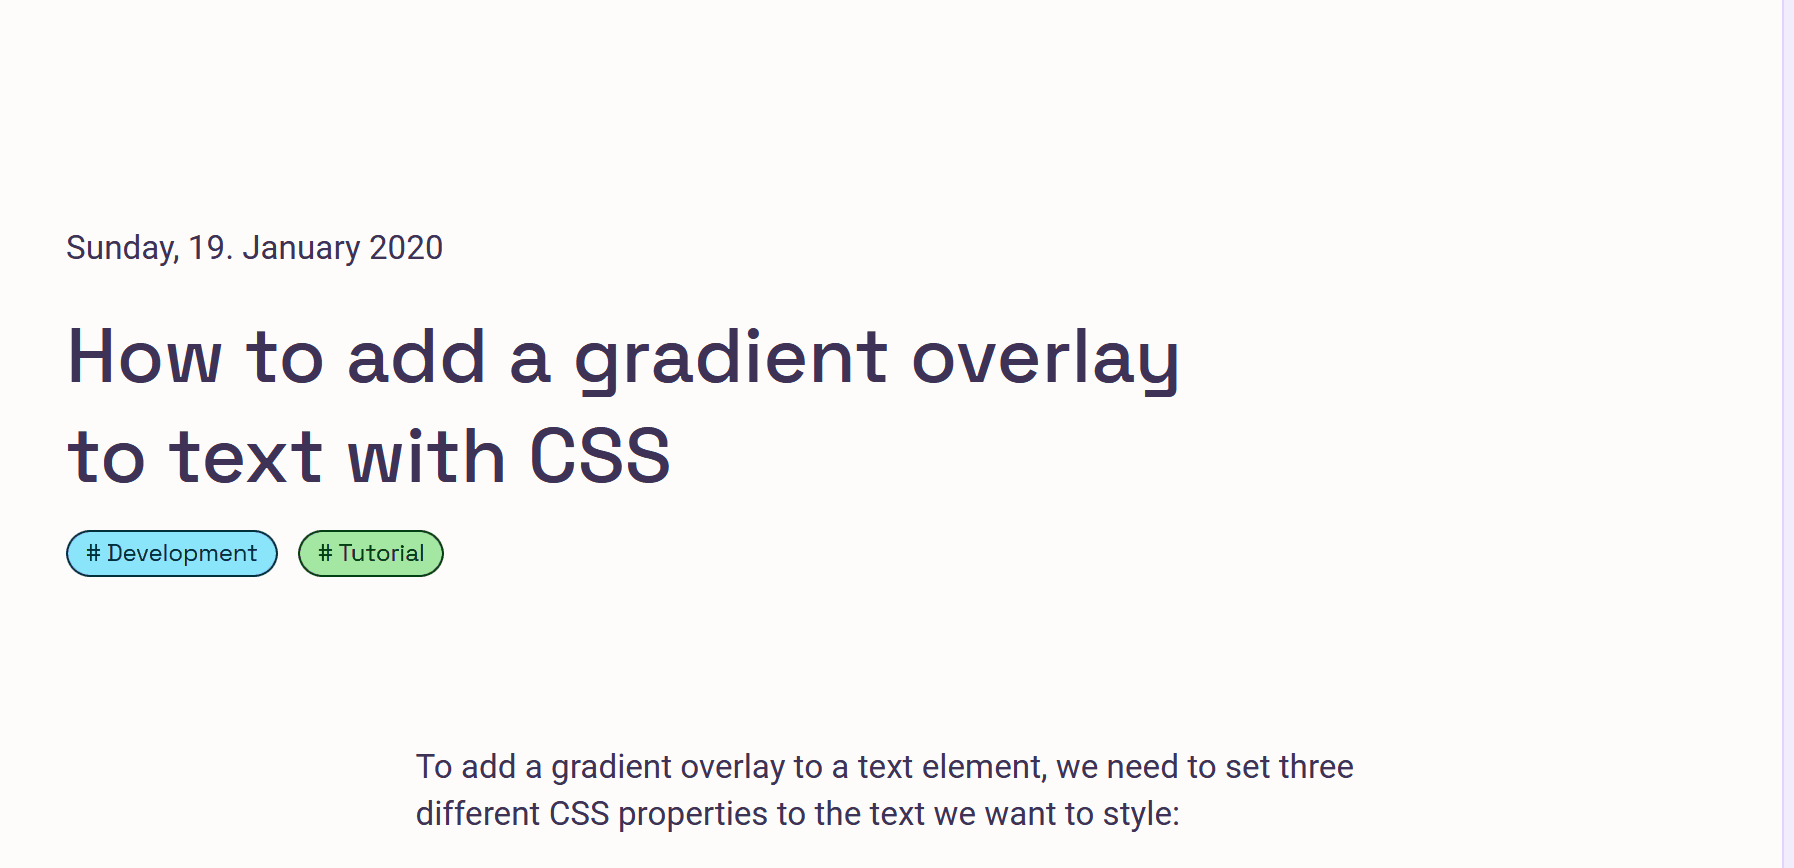 Sunday, 19. January 2020
How to add a gradient overlay
to text with CSS
# Development # Tutorial
To add a gradient overlay to a text element, we need to set three
different CSS properties to the text we want to style: